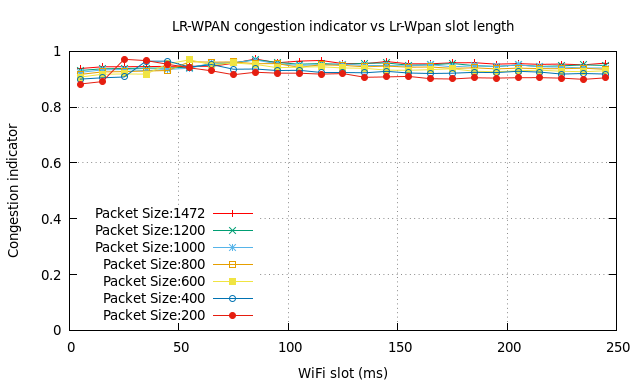 LR-WPAN congestion indicator vs Lr-Wpan slot length
1
0.8
0.6
0.4
0.2
0
Congestion indicator
Packet Size:1472
Packet Size:1200
Packet Size:1000
Packet Size:800
Packet Size:600
Packet Size:400
Packet Size:200
0 50 100 150 200 250
WiFi slot (ms)